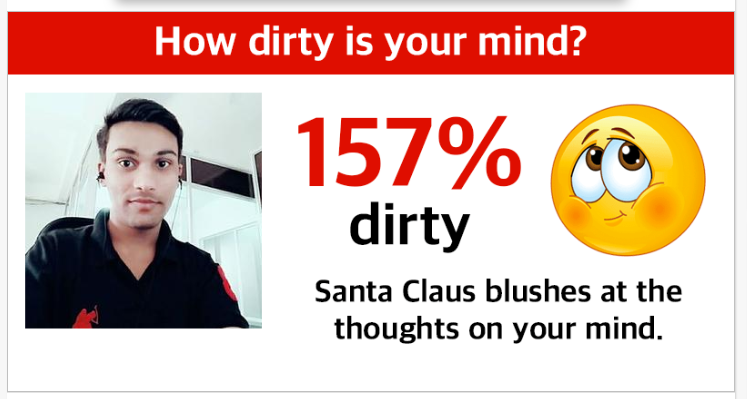 How dirty is your mind?
157%
dirty
Santa Claus blushes at the
thoughts on your mind.